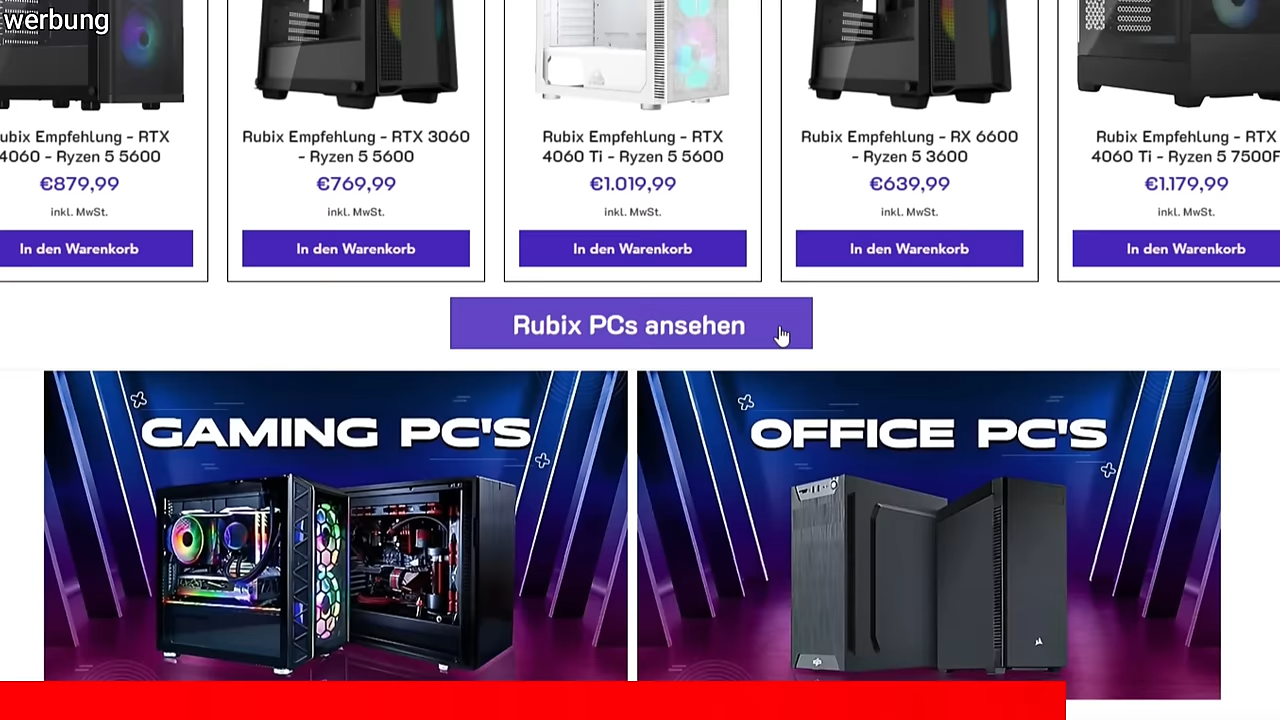 werbung
ubix Empfehlung - RTX
4060 - Ryzen 5 5600
€879,99
inkl. MwSt.
In den Warenkorb
Rubix Empfehlung - RTX 3060
- Ryzen 5 5600
€769,99
inkl. MwSt.
In den Warenkorb
Rubix Empfehlung - RTX
4060 Ti - Ryzen 5 5600
€1.019,99
inkl. MwSt.
In den Warenkorb
Rubix Empfehlung - RX 6600
- Ryzen 5 3600
€639,99
inkl. MwSt.
In den Warenkorb
Rubix Empfehlung - RTX
4060 Ti - Ryzen 5 7500F
€1.179,99
inkl. MwSt.
In den Warenkorb
Rubix PCs ansehen
GAMING PC'S
OFFICE PC'S